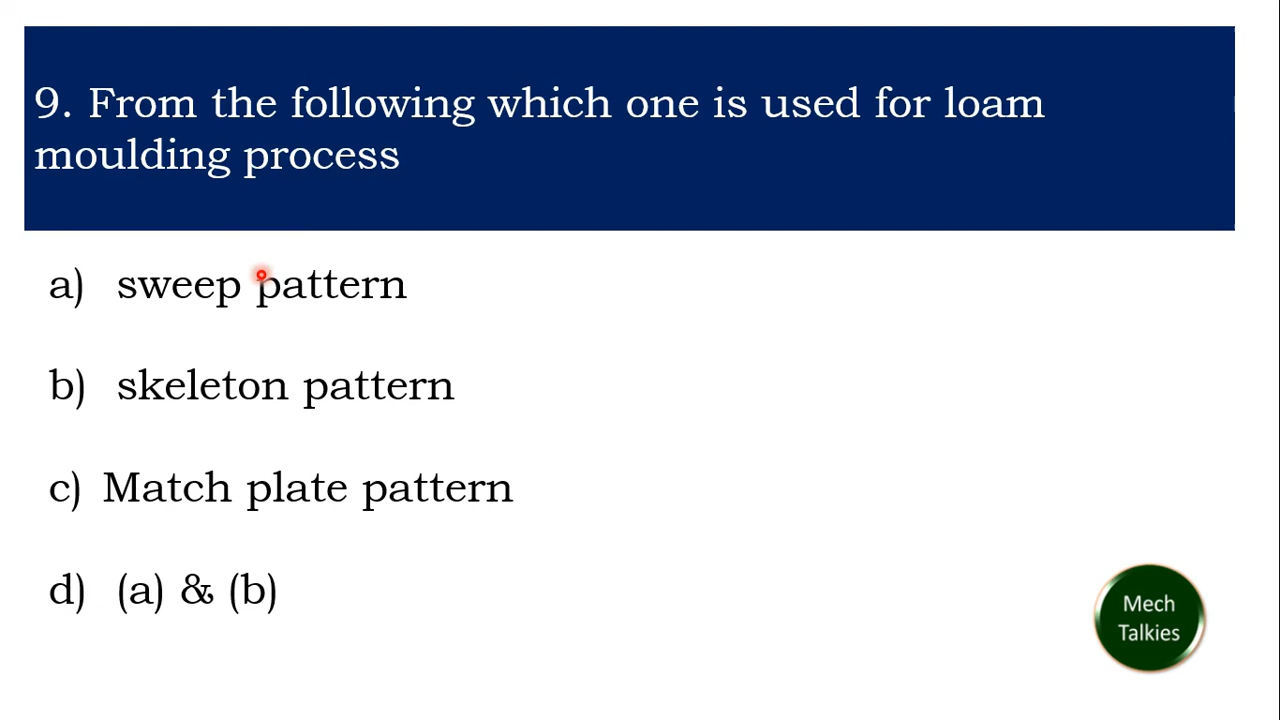 9. From the following which one is used for loam
moulding process
a) sweep pattern
b) skeleton pattern
c) Match plate pattern
d) (a) & (b)
Mech
Talkies